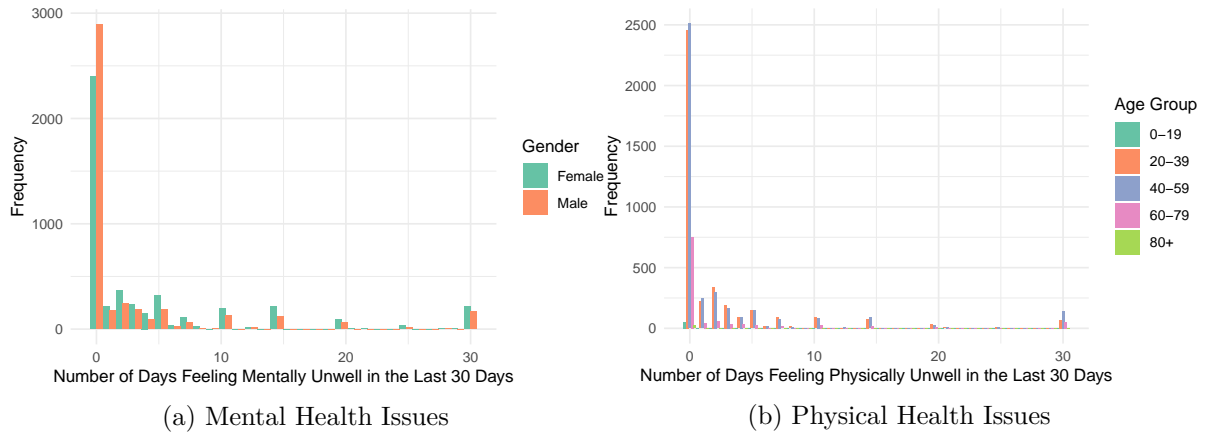 3000
2000
1000
0
Frequency
0
10
20
30
Number of Days Feeling Mentally Unwell in the Last 30 Days
Gender
Female
Male
(a) Mental Health Issues
2500
2000
1500
1000
500
0
Frequency
0
10
20
30
Number of Days Feeling Physically Unwell in the Last 30 Days
Age Group
0–19
20–39
40–59
60–79
80+
(b) Physical Health Issues